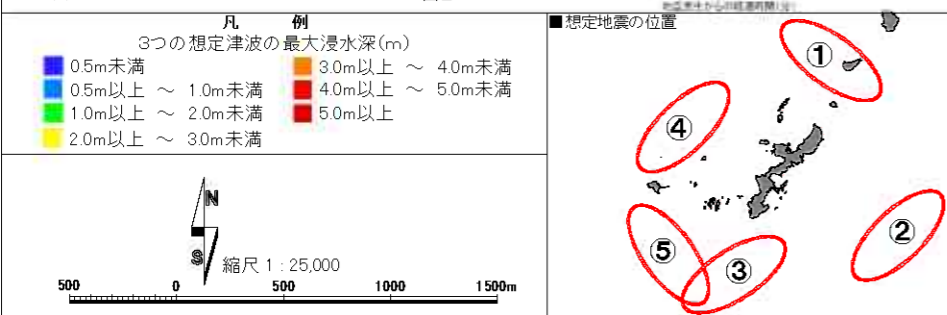 凡 例
3つの想定津波の最大浸水深(m)
0.5m未満
0.5m以上 ～ 1.0m未満
1.0m以上 ～ 2.0m未満
2.0m以上 ～ 3.0m未満
3.0m以上 ～ 4.0m未満
4.0m以上 ～ 5.0m未満
5.0m以上
N
S
縮尺 1:25,000
500 0 500 1000 1500m
■想定地震の位置
①
④
②
⑤
③